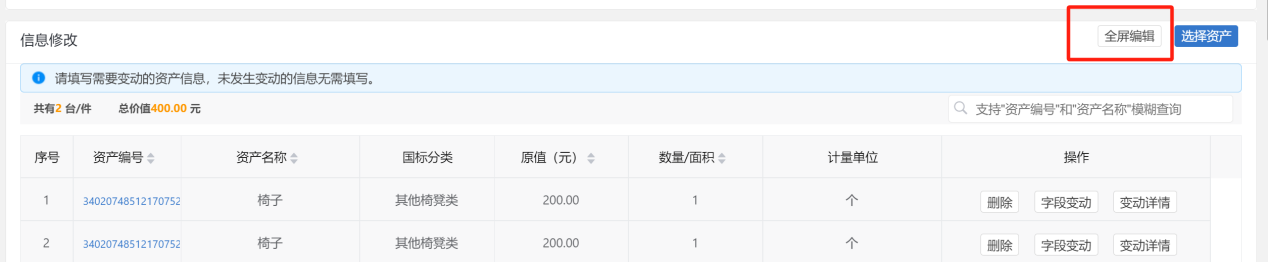 信息修改 全屏编辑 选择资产
请填写需要变动的资产信息，未发生变动的信息无需填写。
共有2 台/件 总价值400.00 元 支持"资产编号"和"资产名称"模糊查询
序号 资产编号 资产名称 国标分类 原值（元） 数量/面积 计量单位 操作
1 34020748512170752 椅子 其他椅凳类 200.00 1 个 删除 字段变动 变动详情
2 34020748512170752 椅子 其他椅凳类 200.00 1 个 删除 字段变动 变动详情